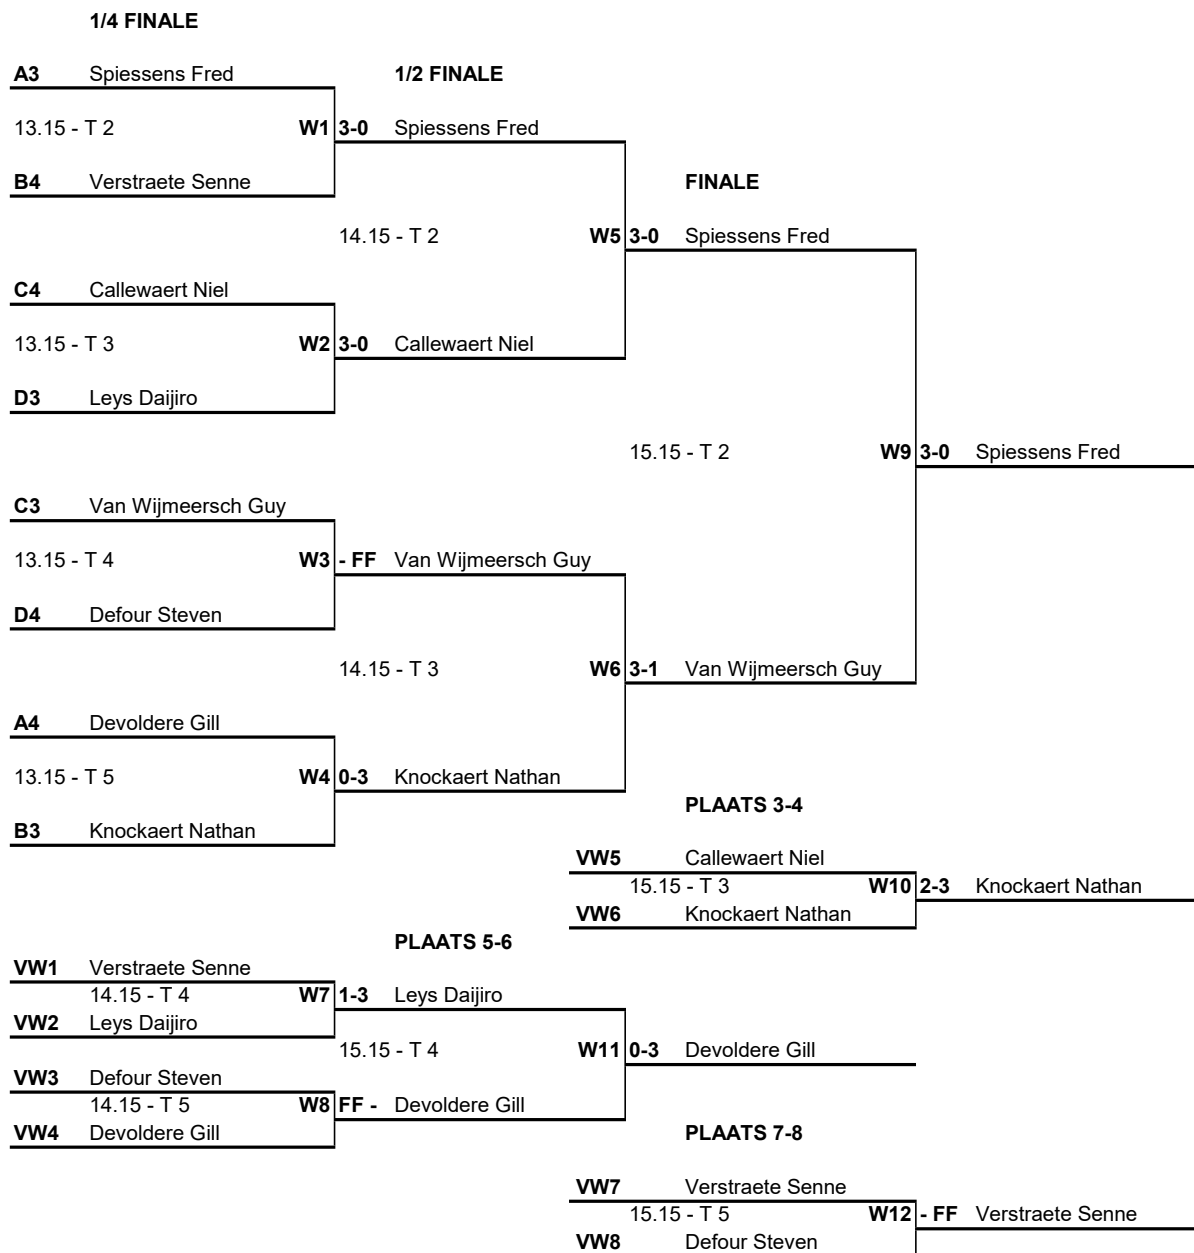 1/4 FINALE
A3 Spiessens Fred 1/2 FINALE
13.15 - T 2 W1 3-0 Spiessens Fred
B4 Verstraete Senne FINALE
14.15 - T 2 W5 3-0 Spiessens Fred
C4 Callewaert Niel
13.15 - T 3 W2 3-0 Callewaert Niel
D3 Leys Daijiro
15.15 - T 2 W9 3-0 Spiessens Fred
C3 Van Wijmeersch Guy
13.15 - T 4 W3 - FF Van Wijmeersch Guy
D4 Defour Steven
14.15 - T 3 W6 3-1 Van Wijmeersch Guy
A4 Devoldere Gill
13.15 - T 5 W4 0-3 Knockaert Nathan
PLAATS 3-4
B3 Knockaert Nathan
VW5 Callewaert Niel
15.15 - T 3 W10 2-3 Knockaert Nathan
VW6 Knockaert Nathan
PLAATS 5-6
VW1 Verstraete Senne
14.15 - T 4 W7 1-3 Leys Daijiro
VW2 Leys Daijiro
15.15 - T 4 W11 0-3 Devoldere Gill
VW3 Defour Steven
14.15 - T 5 W8 FF - Devoldere Gill
VW4 Devoldere Gill PLAATS 7-8
VW7 Verstraete Senne
15.15 - T 5 W12 - FF Verstraete Senne
VW8 Defour Steven